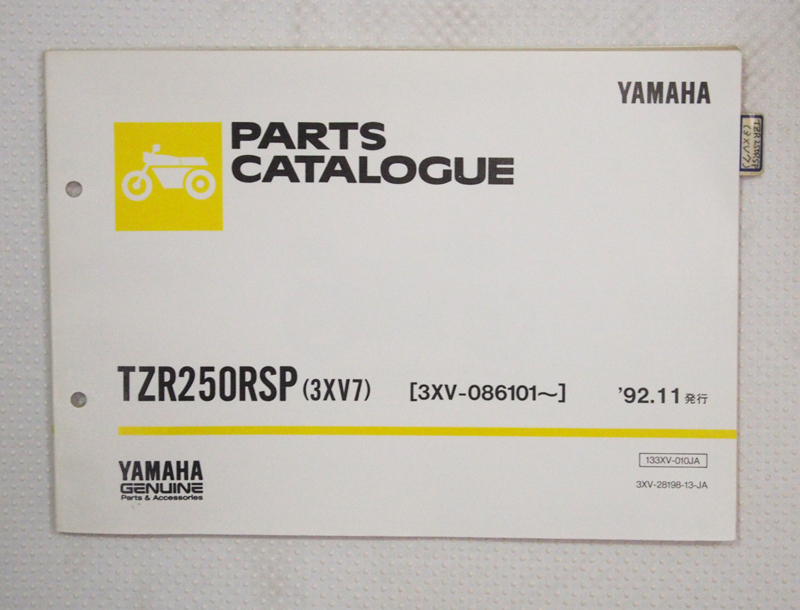 YAMAHA
PARTS
CATALOGUE
TZR250RSP (3XV7) [3XV-086101〜] '92.11 発行
YAMAHA
GENUINE
Parts & Accessories
133XV-010JA
3XV-28198-13-JA
(3XV7)